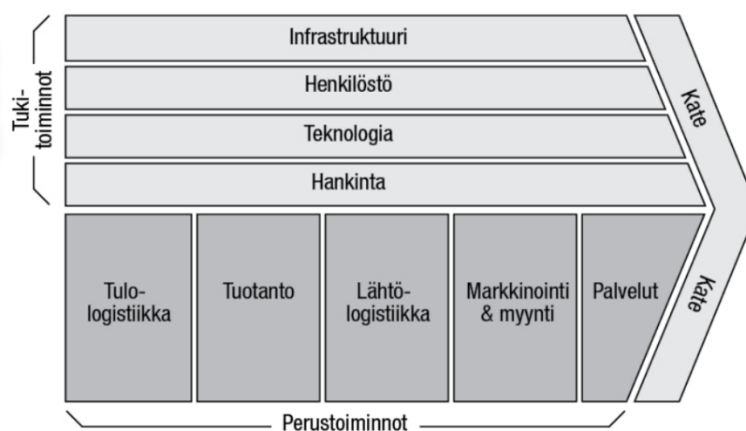 Tuki-
toiminnot
Infrastruktuuri
Henkilöstö
Teknologia
Hankinta
Kate
Kate
Tulo-
logistiikka
Tuotanto
Lähtö-
logistiikka
Markkinointi
& myynti
Palvelut
Perustoiminnot